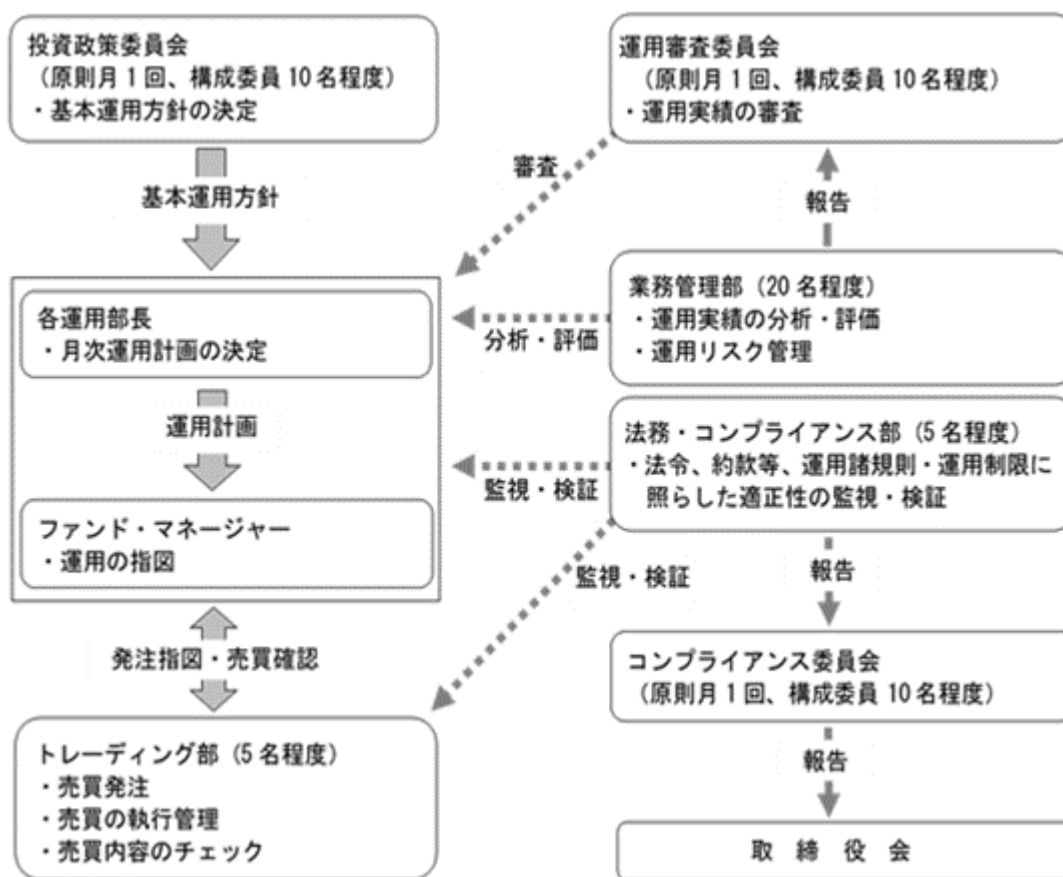 投資政策委員会
（原則月1回、構成委員10名程度）
・基本運用方針の決定
基本運用方針
各運用部長
・月次運用計画の決定
運用計画
ファンド・マネージャー
・運用の指図
発注指図・売買確認
トレーディング部（5名程度）
・売買発注
・売買の執行管理
・売買内容のチェック
運用審査委員会
（原則月1回、構成委員10名程度）
・運用実績の審査
審査
報告
業務管理部（20名程度）
・運用実績の分析・評価
・運用リスク管理
分析・評価
法務・コンプライアンス部（5名程度）
・法令、約款等、運用諸規則・運用制限に
照らした適正性の監視・検証
監視・検証
監視・検証
報告
コンプライアンス委員会
（原則月1回、構成委員10名程度）
報告
取締役会